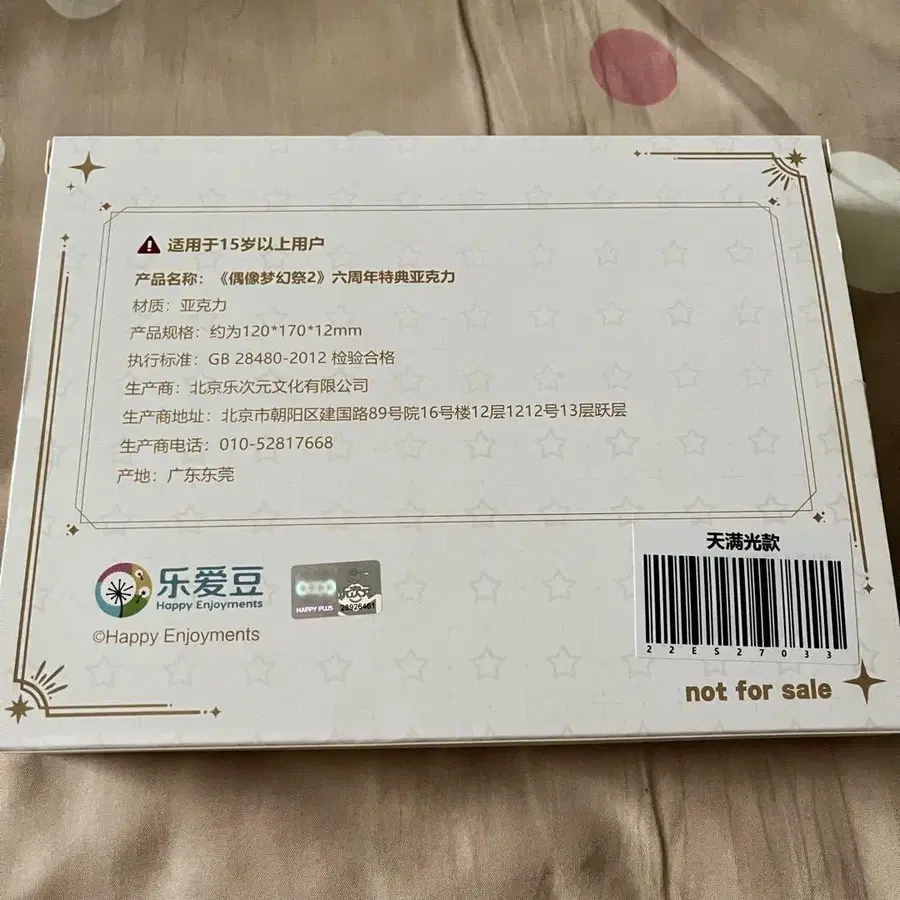 适用于15岁以上用户
产品名称：《偶像梦幻祭2》六周年特典亚克力
材质：亚克力
产品规格：约为120*170*12mm
执行标准：GB 28480-2012 检验合格
生产商：北京乐次元文化有限公司
生产商地址：北京市朝阳区建国路89号院16号楼12层1212号13层跃层
生产商电话：010-52817668
产地：广东东莞
天满光款
22ES27033
乐爱豆
Happy Enjoyments
HAPPY PLUS
28926461
©Happy Enjoyments
not for sale